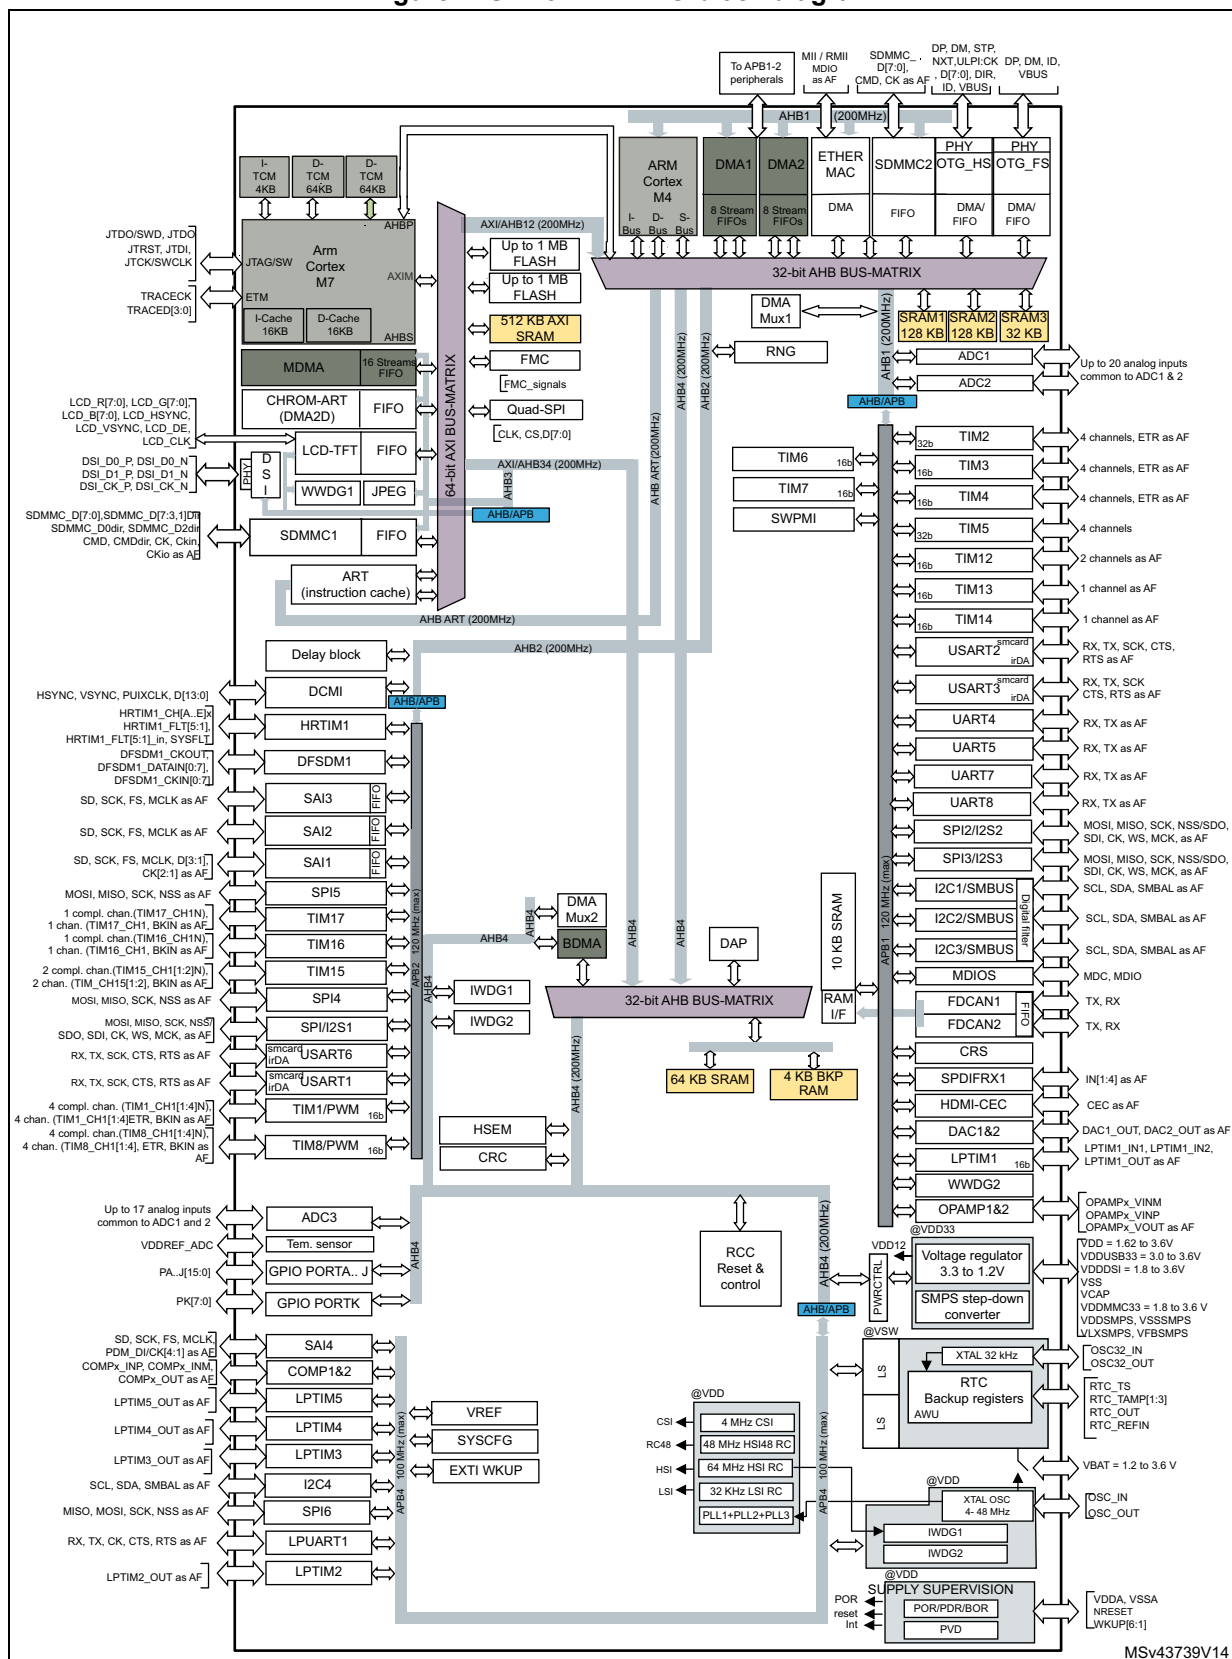 To APB1-2
peripherals
MII / RMII
MDIO
as AF
SDMMC_
D[7:0],
CMD, CK as AF
DP, DM, STP,
NXT,ULPI:CK
, D[7:0], DIR,
ID, VBUS
DP, DM, ID,
VBUS
AHB1 (200MHz)
I-
TCM
4KB
D-
TCM
64KB
D-
TCM
64KB
ARM
Cortex
M4
I-
Bus
D-
Bus
S-
Bus
DMA1
8 Stream
FIFOs
DMA2
8 Stream
FIFOs
ETHER
MAC
DMA
SDMMC2
FIFO
PHY
OTG_HS
DMA/
FIFO
PHY
OTG_FS
DMA/
FIFO
AHBP
AXI/AHB12 (200MHz)
JTDO/SWD, JTDO
JTRST, JTDI,
JTCK/SWCLK
JTAG/SW
Arm
Cortex
M7
AXIM
TRACECK
TRACED[3:0]
ETM
I-Cache
16KB
D-Cache
16KB
AHBS
64-bit AXI BUS-MATRIX
Up to 1 MB
FLASH
Up to 1 MB
FLASH
512 KB AXI
SRAM
FMC
FMC_signals
Quad-SPI
CLK, CS,D[7:0]
32-bit AHB BUS-MATRIX
DMA
Mux1
RNG
AHB1 (200MHz)
SRAM1
128 KB
SRAM2
128 KB
SRAM3
32 KB
ADC1
ADC2
Up to 20 analog inputs
common to ADC1 & 2
AHB/APB
MDMA
16 Streams
FIFO
CHROM-ART
(DMA2D)
FIFO
LCD_R[7:0], LCD_G[7:0],
LCD_B[7:0], LCD_HSYNC,
LCD_VSYNC, LCD_DE,
LCD_CLK
LCD-TFT
FIFO
DSI_D0_P, DSI_D0_N
DSI_D1_P, DSI_D1_N
DSI_CK_P, DSI_CK_N
PHY
DSI
WWDG1
JPEG
AXI/AHB34 (200MHz)
AHB3
AHB/APB
SDMMC_D[7:0],SDMMC_D[7:3,1]Dir
SDMMC_D0dir, SDMMC_D2dir
CMD, CMDdir, CK, Ckin,
CKio as AF
SDMMC1
FIFO
ART
(instruction cache)
AHB ART (200MHz)
AHB ART(200MHz)
AHB4 (200MHz)
AHB2 (200MHz)
AHB2 (200MHz)
TIM6
16b
TIM7
16b
SWPMI
TIM2
32b
4 channels, ETR as AF
TIM3
16b
4 channels, ETR as AF
TIM4
16b
4 channels, ETR as AF
TIM5
32b
4 channels
TIM12
16b
2 channels as AF
TIM13
16b
1 channel as AF
TIM14
16b
1 channel as AF
USART2
smcard
irDA
RX, TX, SCK, CTS,
RTS as AF
USART3
smcard
irDA
RX, TX, SCK
CTS, RTS as AF
UART4
RX, TX as AF
UART5
RX, TX as AF
UART7
RX, TX as AF
UART8
RX, TX as AF
SPI2/I2S2
MOSI, MISO, SCK, NSS/SDO,
SDI, CK, WS, MCK, as AF
SPI3/I2S3
MOSI, MISO, SCK, NSS/SDO,
SDI, CK, WS, MCK, as AF
I2C1/SMBUS
SCL, SDA, SMBAL as AF
I2C2/SMBUS
SCL, SDA, SMBAL as AF
I2C3/SMBUS
SCL, SDA, SMBAL as AF
Digital filter
MDIOS
MDC, MDIO
FDCAN1
TX, RX
FDCAN2
TX, RX
FIFO
CRS
SPDIFRX1
IN[1:4] as AF
HDMI-CEC
CEC as AF
DAC1&2
DAC1_OUT, DAC2_OUT as AF
LPTIM1
16b
LPTIM1_IN1, LPTIM1_IN2,
LPTIM1_OUT as AF
WWDG2
OPAMP1&2
OPAMPx_VINM
OPAMPx_VINP
OPAMPx_VOUT as AF
APB1 120 MHz (max)
10 KB SRAM
RAM
I/F
Delay block
HSYNC, VSYNC, PUIXCLK, D[13:0]
DCMI
AHB/APB
HRTIM1_CH[A..E]x
HRTIM1_FLT[5:1],
HRTIM1_FLT[5:1]_in, SYSFLT
HRTIM1
DFSDM1_CKOUT,
DFSDM1_DATAIN[0:7],
DFSDM1_CKIN[0:7]
DFSDM1
SD, SCK, FS, MCLK as AF
SAI3
FIFO
SD, SCK, FS, MCLK as AF
SAI2
FIFO
SD, SCK, FS, MCLK, D[3:1],
CK[2:1] as AF
SAI1
FIFO
MOSI, MISO, SCK, NSS as AF
SPI5
1 compl. chan.(TIM17_CH1N),
1 chan. (TIM17_CH1, BKIN as AF
TIM17
1 compl. chan.(TIM16_CH1N),
1 chan. (TIM16_CH1, BKIN as AF
TIM16
2 compl. chan.(TIM15_CH1[1:2]N),
2 chan. (TIM_CH15[1:2], BKIN as AF
TIM15
MOSI, MISO, SCK, NSS as AF
SPI4
MOSI, MISO, SCK, NSS/
SDO, SDI, CK, WS, MCK, as AF
SPI/I2S1
RX, TX, SCK, CTS, RTS as AF
smcard
irDA
USART6
RX, TX, SCK, CTS, RTS as AF
smcard
irDA
USART1
4 compl. chan. (TIM1_CH1[1:4]N),
4 chan. (TIM1_CH1[1:4]ETR, BKIN as AF
TIM1/PWM
16b
4 compl. chan.(TIM8_CH1[1:4]N),
4 chan. (TIM8_CH1[1:4], ETR, BKIN as
AF
TIM8/PWM
16b
APB2 120 MHz (max)
AHB4
AHB4
AHB4
DMA
Mux2
BDMA
AHB4
DAP
IWDG1
IWDG2
32-bit AHB BUS-MATRIX
64 KB SRAM
4 KB BKP
RAM
AHB4 (200MHz)
HSEM
CRC
Up to 17 analog inputs
common to ADC1 and 2
ADC3
VDDREF_ADC
Tem. sensor
PA..J[15:0]
GPIO PORTA.. J
PK[7:0]
GPIO PORTK
AHB4
RCC
Reset &
control
AHB4 (200MHz)
AHB/APB
@VDD33
VDD12
PWRCTRL
Voltage regulator
3.3 to 1.2V
SMPS step-down
converter
VDD = 1.62 to 3.6V
VDDUSB33 = 3.0 to 3.6V
VDDDSI = 1.8 to 3.6V
VSS
VCAP
VDDMMC33 = 1.8 to 3.6 V
VDDSMPS, VSSSMPS
VLXSMPS, VFBSMPS
@VSW
LS
LS
XTAL 32 kHz
RTC
Backup registers
AWU
OSC32_IN
OSC32_OUT
RTC_TS
RTC_TAMP[1:3]
RTC_OUT
RTC_REFIN
VBAT = 1.2 to 3.6 V
SD, SCK, FS, MCLK,
PDM_DI/CK[4:1] as AF
SAI4
COMPx_INP, COMPx_INM,
COMPx_OUT as AF
COMP1&2
LPTIM5_OUT as AF
LPTIM5
LPTIM4_OUT as AF
LPTIM4
LPTIM3_OUT as AF
LPTIM3
SCL, SDA, SMBAL as AF
I2C4
MISO, MOSI, SCK, NSS as AF
SPI6
RX, TX, CK, CTS, RTS as AF
LPUART1
LPTIM2_OUT as AF
LPTIM2
APB4 100 MHz (max)
VREF
SYSCFG
EXTI WKUP
@VDD
CSI
4 MHz CSI
RC48
48 MHz HSI48 RC
HSI
64 MHz HSI RC
LSI
32 KHz LSI RC
PLL1+PLL2+PLL3
APB4 100 MHz (max)
@VDD
XTAL OSC
4- 48 MHz
IWDG1
IWDG2
OSC_IN
OSC_OUT
@VDD
SUPPLY SUPERVISION
POR
reset
Int
POR/PDR/BOR
PVD
VDDA, VSSA
NRESET
WKUP[6:1]
MSv43739V14